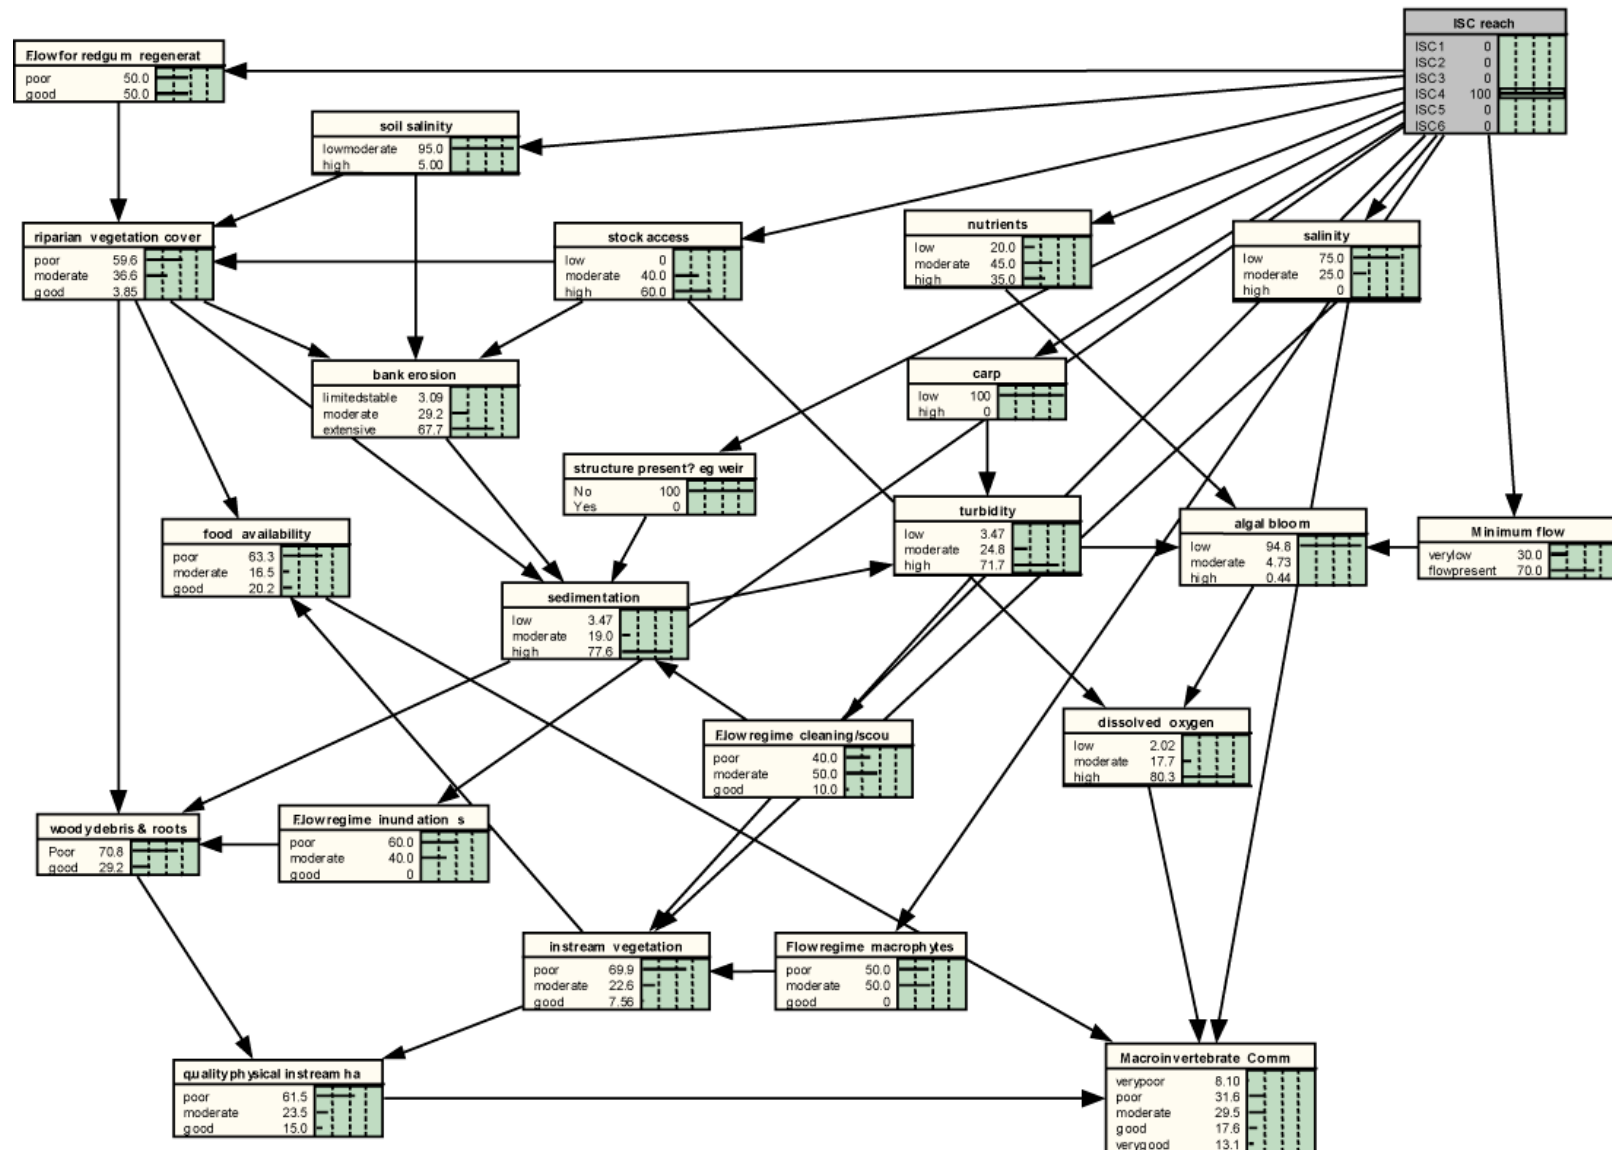 ISC reach
ISC1 0
ISC2 0
ISC3 0
ISC4 100
ISC5 0
ISC6 0
Flow for redgum regenerat
poor 50.0
good 50.0
soil salinity
lowmoderate 95.0
high 5.00
riparian vegetation cover
poor 59.6
moderate 36.6
good 3.85
stock access
low 0
moderate 40.0
high 60.0
nutrients
low 20.0
moderate 45.0
high 35.0
salinity
low 75.0
moderate 25.0
high 0
bank erosion
limitedstable 3.09
moderate 29.2
extensive 67.7
carp
low 100
high 0
structure present? eg weir
No 100
Yes 0
turbidity
low 3.47
moderate 24.8
high 71.7
algal bloom
low 94.8
moderate 4.73
high 0.44
Minimum flow
verylow 30.0
flowpresent 70.0
food availability
poor 63.3
moderate 16.5
good 20.2
sedimentation
low 3.47
moderate 19.0
high 77.6
Flow regime cleaning/scou
poor 40.0
moderate 50.0
good 10.0
dissolved oxygen
low 2.02
moderate 17.7
high 80.3
woody debris & roots
Poor 70.8
good 29.2
Flow regime inundation s
poor 60.0
moderate 40.0
good 0
instream vegetation
poor 69.9
moderate 22.6
good 7.56
Flow regime macrophytes
poor 50.0
moderate 50.0
good 0
quality physical instream ha
poor 61.5
moderate 23.5
good 15.0
Macroinvertebrate Comm
verypoor 8.10
poor 31.6
moderate 29.5
good 17.6
verygood 13.1